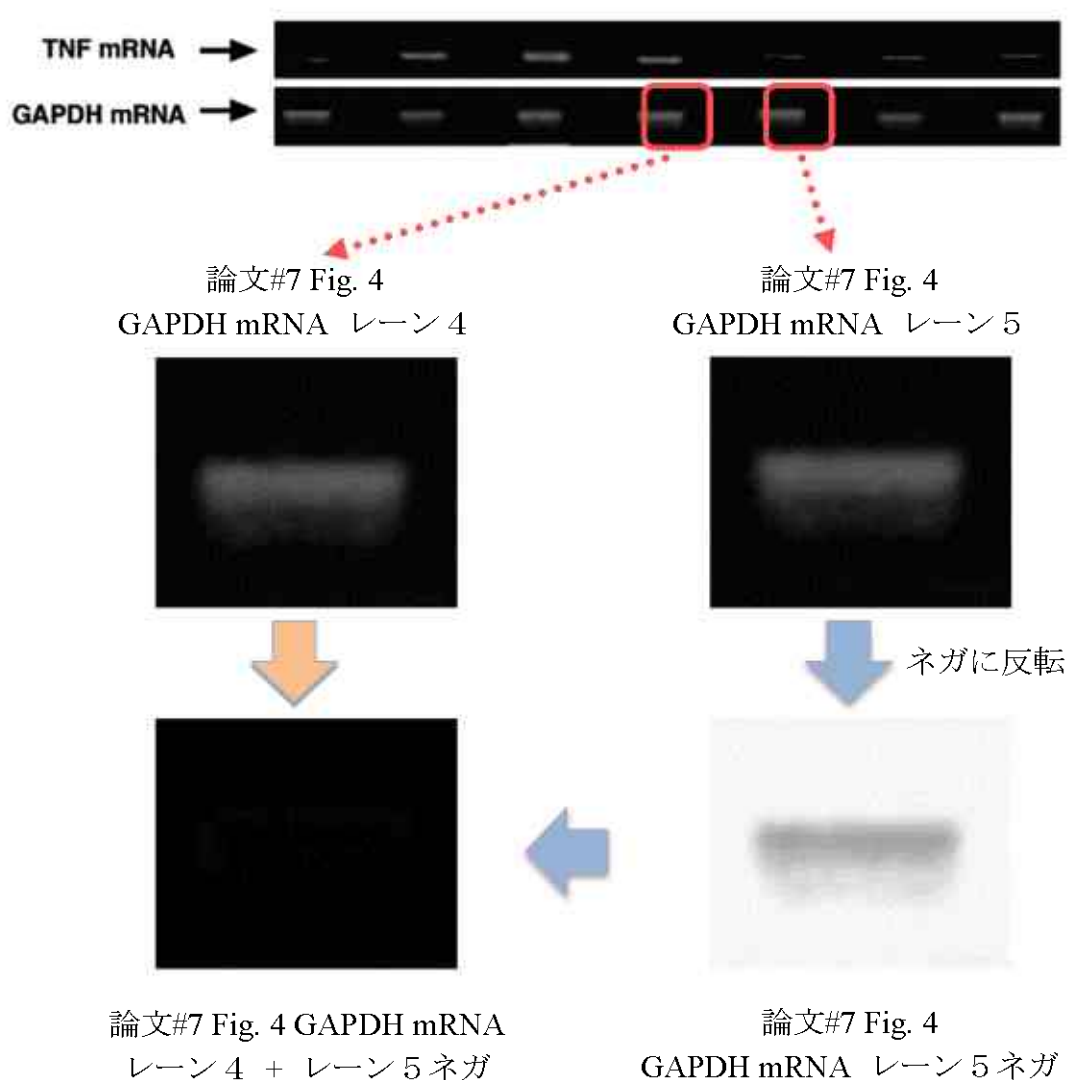 TNF mRNA
GAPDH mRNA
論文#7 Fig. 4
GAPDH mRNA レーン４
論文#7 Fig. 4
GAPDH mRNA レーン５
ネガに反転
論文#7 Fig. 4 GAPDH mRNA
レーン４ + レーン５ネガ
論文#7 Fig. 4
GAPDH mRNA レーン５ネガ